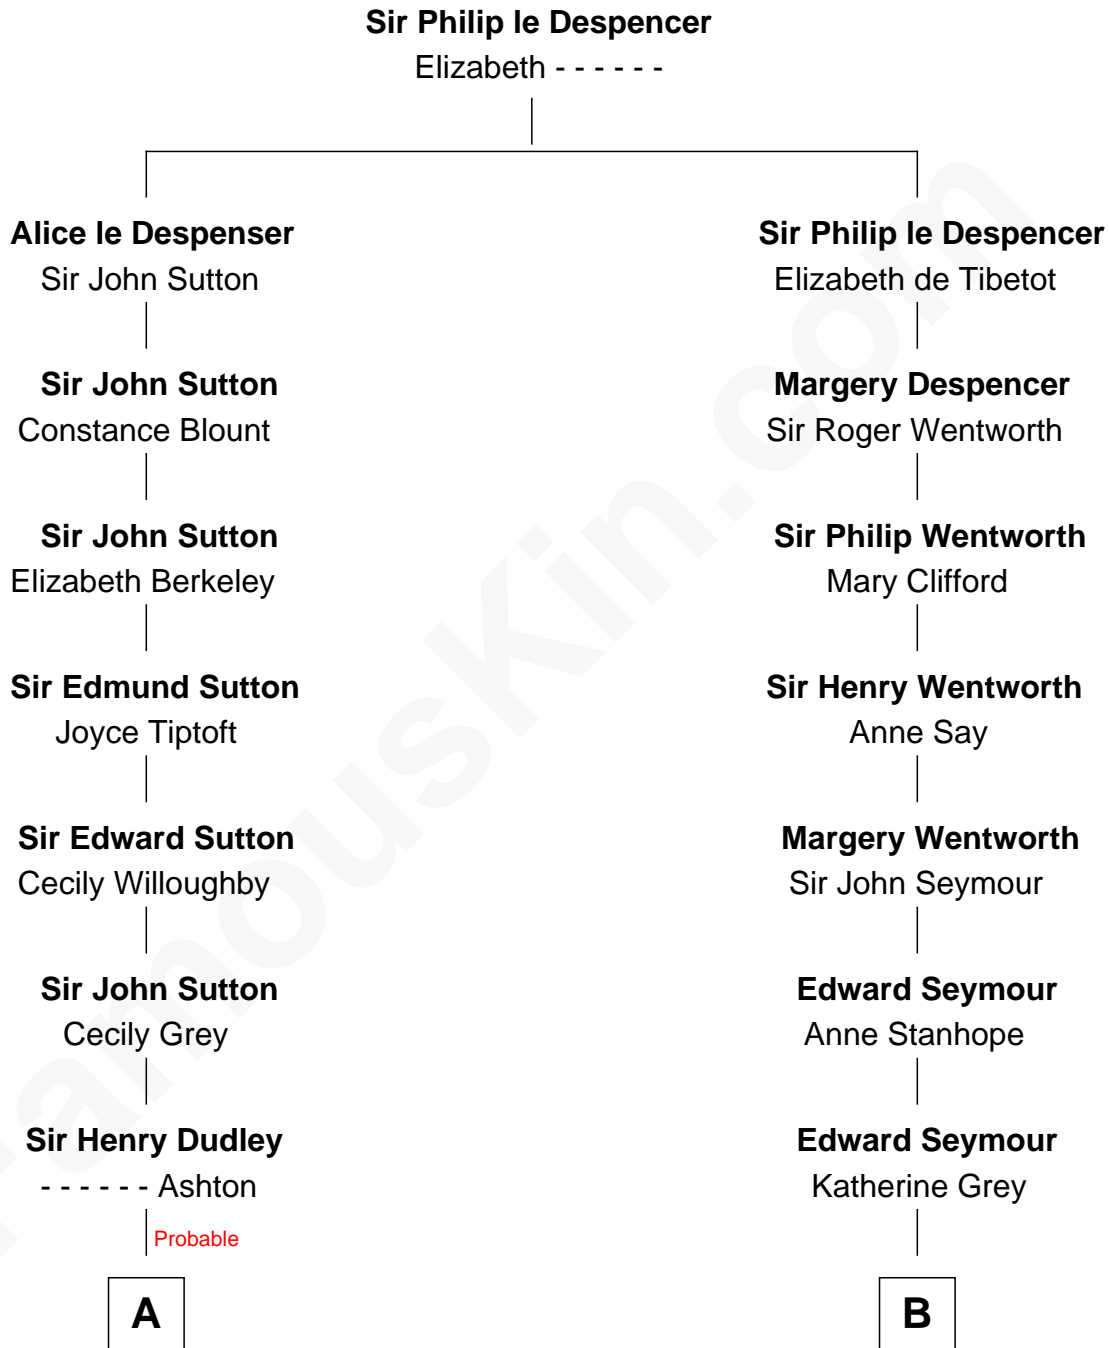 Sir Philip le Despencer
Elizabeth - - - - - -
Alice le Despenser
Sir John Sutton
Sir Philip le Despencer
Elizabeth de Tibetot
Sir John Sutton
Constance Blount
Margery Despencer
Sir Roger Wentworth
Sir John Sutton
Elizabeth Berkeley
Sir Philip Wentworth
Mary Clifford
Sir Edmund Sutton
Joyce Tiptoft
Sir Henry Wentworth
Anne Say
Sir Edward Sutton
Cecily Willoughby
Margery Wentworth
Sir John Seymour
Sir John Sutton
Cecily Grey
Edward Seymour
Anne Stanhope
Sir Henry Dudley
- - - - - - Ashton
Edward Seymour
Katherine Grey
Probable
A
B
FamousKin.com